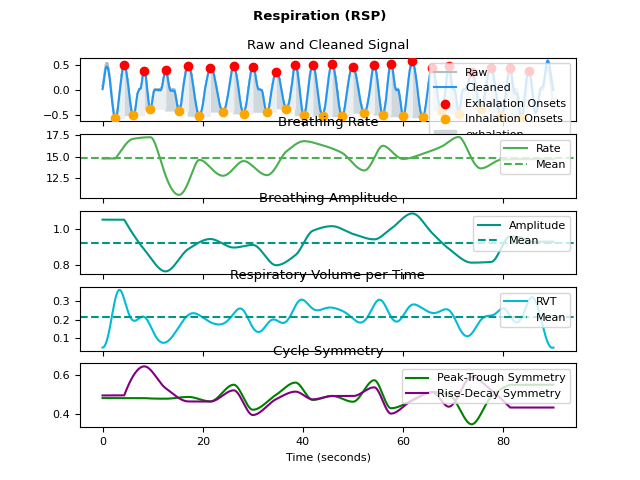 Respiration (RSP)
Raw and Cleaned Signal
0.5
0.0
−0.5
Raw
Cleaned
Exhalation Onsets
Inhalation Onsets
exhalation
Breathing Rate
17.5
15.0
12.5
Rate
Mean
Breathing Amplitude
1.0
0.8
Amplitude
Mean
Respiratory Volume per Time
0.3
0.2
0.1
RVT
Mean
Cycle Symmetry
0.6
0.4
Peak-Trough Symmetry
Rise-Decay Symmetry
0
20
40
60
80
Time (seconds)